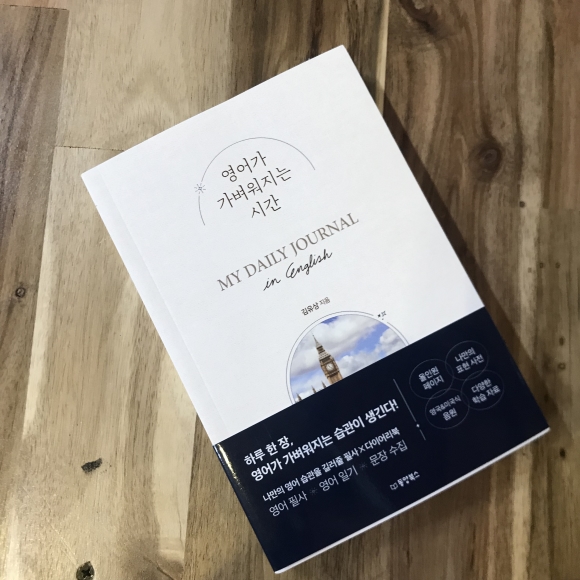 영어가
가벼워지는
시간
MY DAILY JOURNAL
in English
김유상 지음
하루 한 장,
영어가 가벼워지는 습관이 생긴다!
나만의 영어 습관을 길러줄 필사×다이어리북
영어 필사 영어 일기 문장 수집
올인원
페이지
나만의
표현 사전
영국&미국식
음원
다양한
학습 자료
동양북스